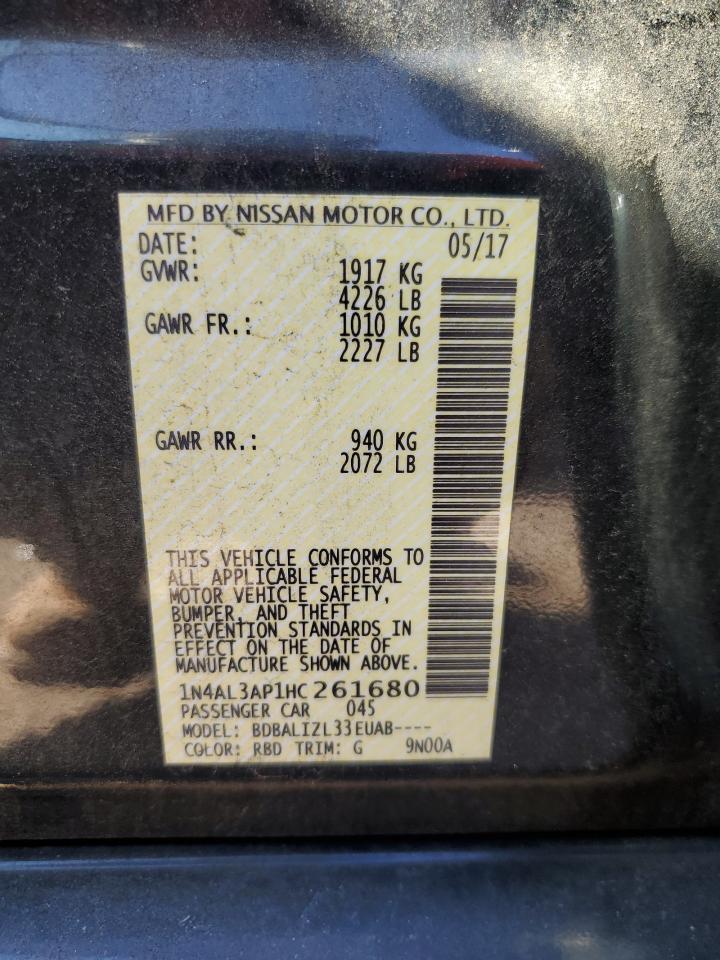 MFD BY NISSAN MOTOR CO., LTD.
DATE: 05/17
GVWR: 1917 KG
4226 LB
GAWR FR.: 1010 KG
2227 LB
GAWR RR.: 940 KG
2072 LB
THIS VEHICLE CONFORMS TO
ALL APPLICABLE FEDERAL
MOTOR VEHICLE SAFETY,
BUMPER, AND THEFT
PREVENTION STANDARDS IN
EFFECT ON THE DATE OF
MANUFACTURE SHOWN ABOVE.
1N4AL3AP1HC261680
PASSENGER CAR 045
MODEL: BDBALIZL33EUAB----
COLOR: RBD TRIM: G 9N00A